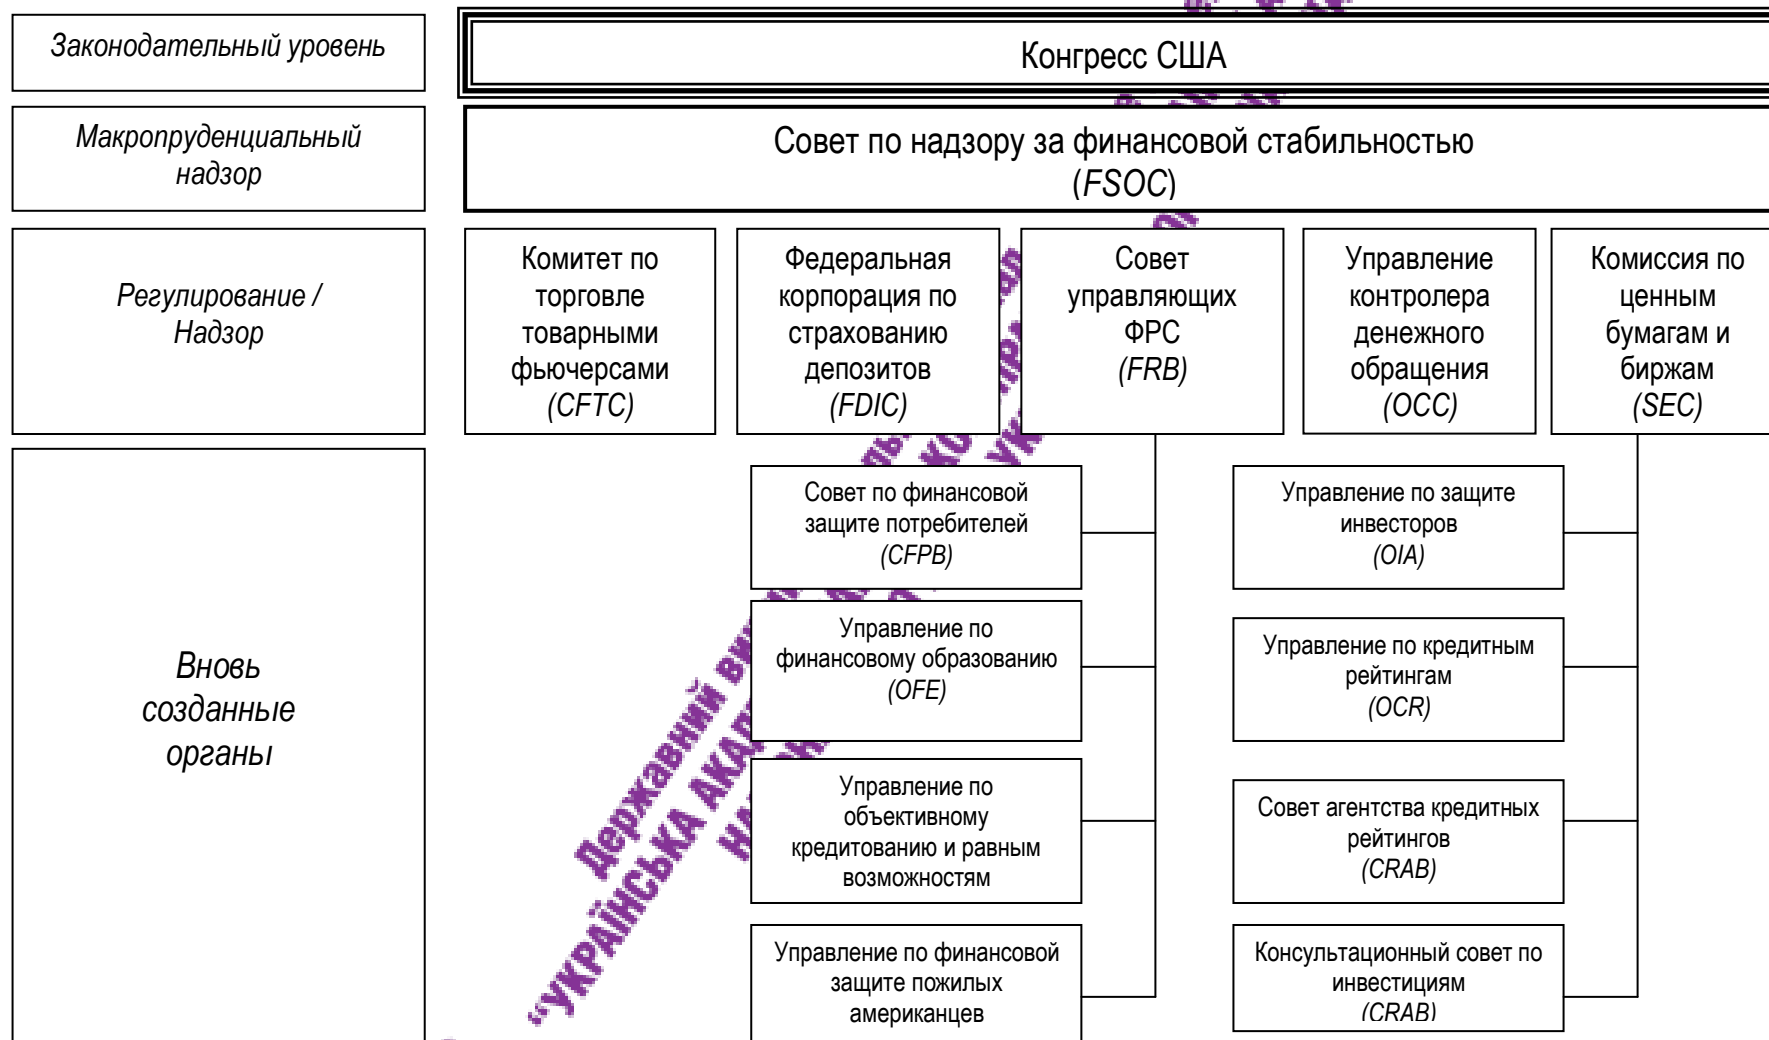 Законодательный уровень
Конгресс США
Макропруденциальный
надзор
Совет по надзору за финансовой стабильностью
(FSOC)
Регулирование /
Надзор
Комитет по
торговле
товарными
фьючерсами
(CFTC)
Федеральная
корпорация по
страхованию
депозитов
(FDIC)
Совет
управляющих
ФРС
(FRB)
Управление
контролера
денежного
обращения
(OCC)
Комиссия по
ценным
бумагам и
биржам
(SEC)
Вновь
созданные
органы
Совет по финансовой
защите потребителей
(CFPB)
Управление по
финансовому образованию
(OFE)
Управление по
объективному
кредитованию и равным
возможностям
Управление по финансовой
защите пожилых
американцев
Управление по защите
инвесторов
(OIA)
Управление по кредитным
рейтингам
(OCR)
Совет агентства кредитных
рейтингов
(CRAB)
Консультационный совет по
инвестициям
(CRAB)
Державний
"УКРАЇНСЬКА